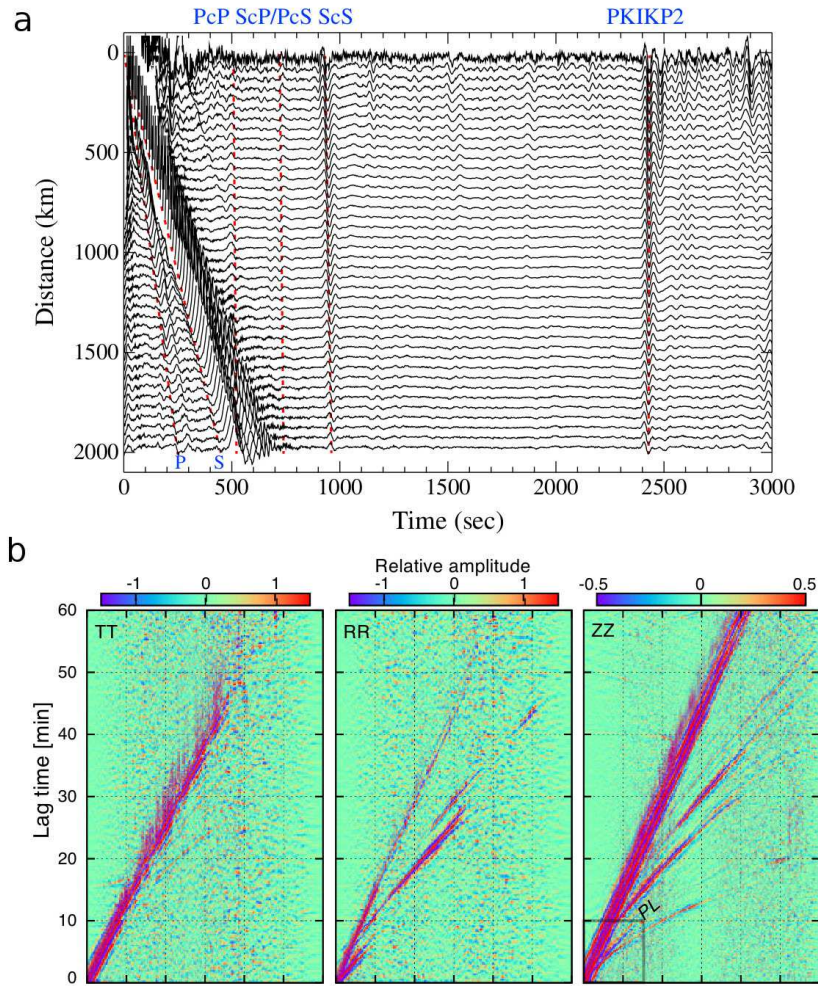 a
PcP ScP/PcS ScS PKIKP2
0
500
1000
1500
2000
Distance (km)
P S
0 500 1000 1500 2000 2500 3000
Time (sec)
b
Relative amplitude
-1 0 1 -1 0 1 -0.5 0 0.5
60
50
40
30
20
10
0
Lag time [min]
TT RR ZZ
PL